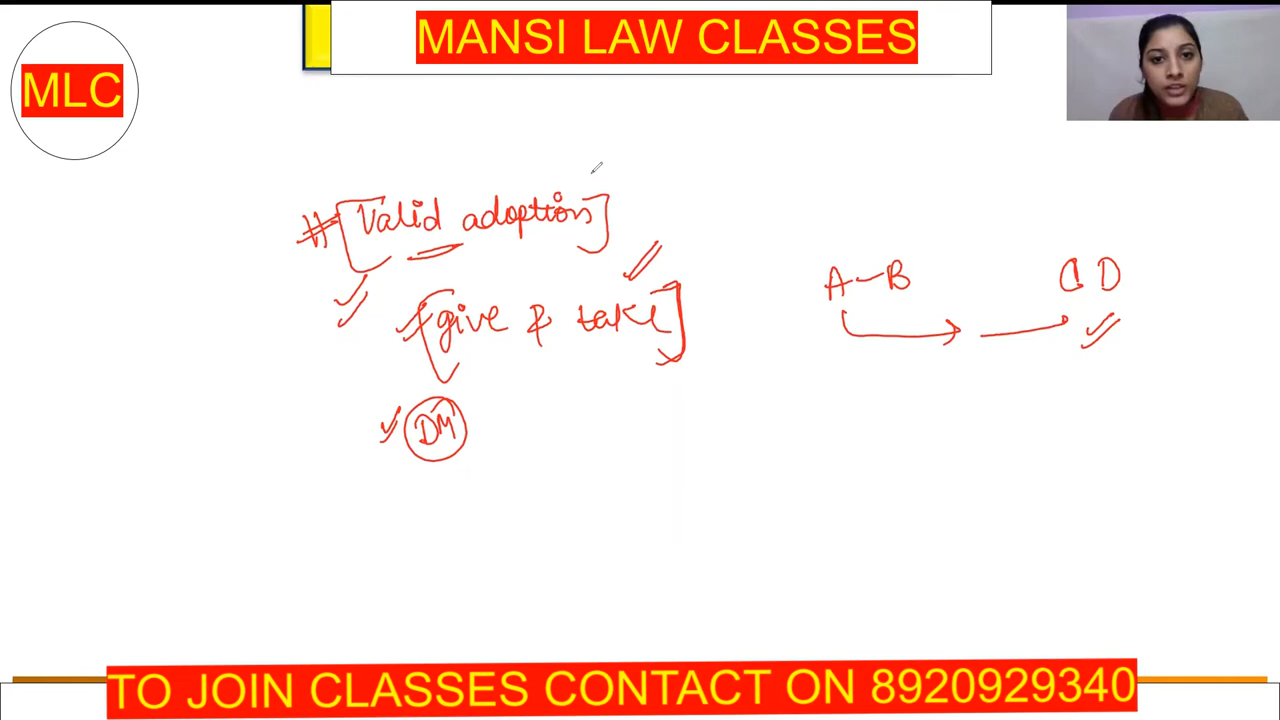 MANSI LAW CLASSES
MLC
# [Valid adoption]
[give & take]
DM
A - B C D
TO JOIN CLASSES CONTACT ON 8920929340